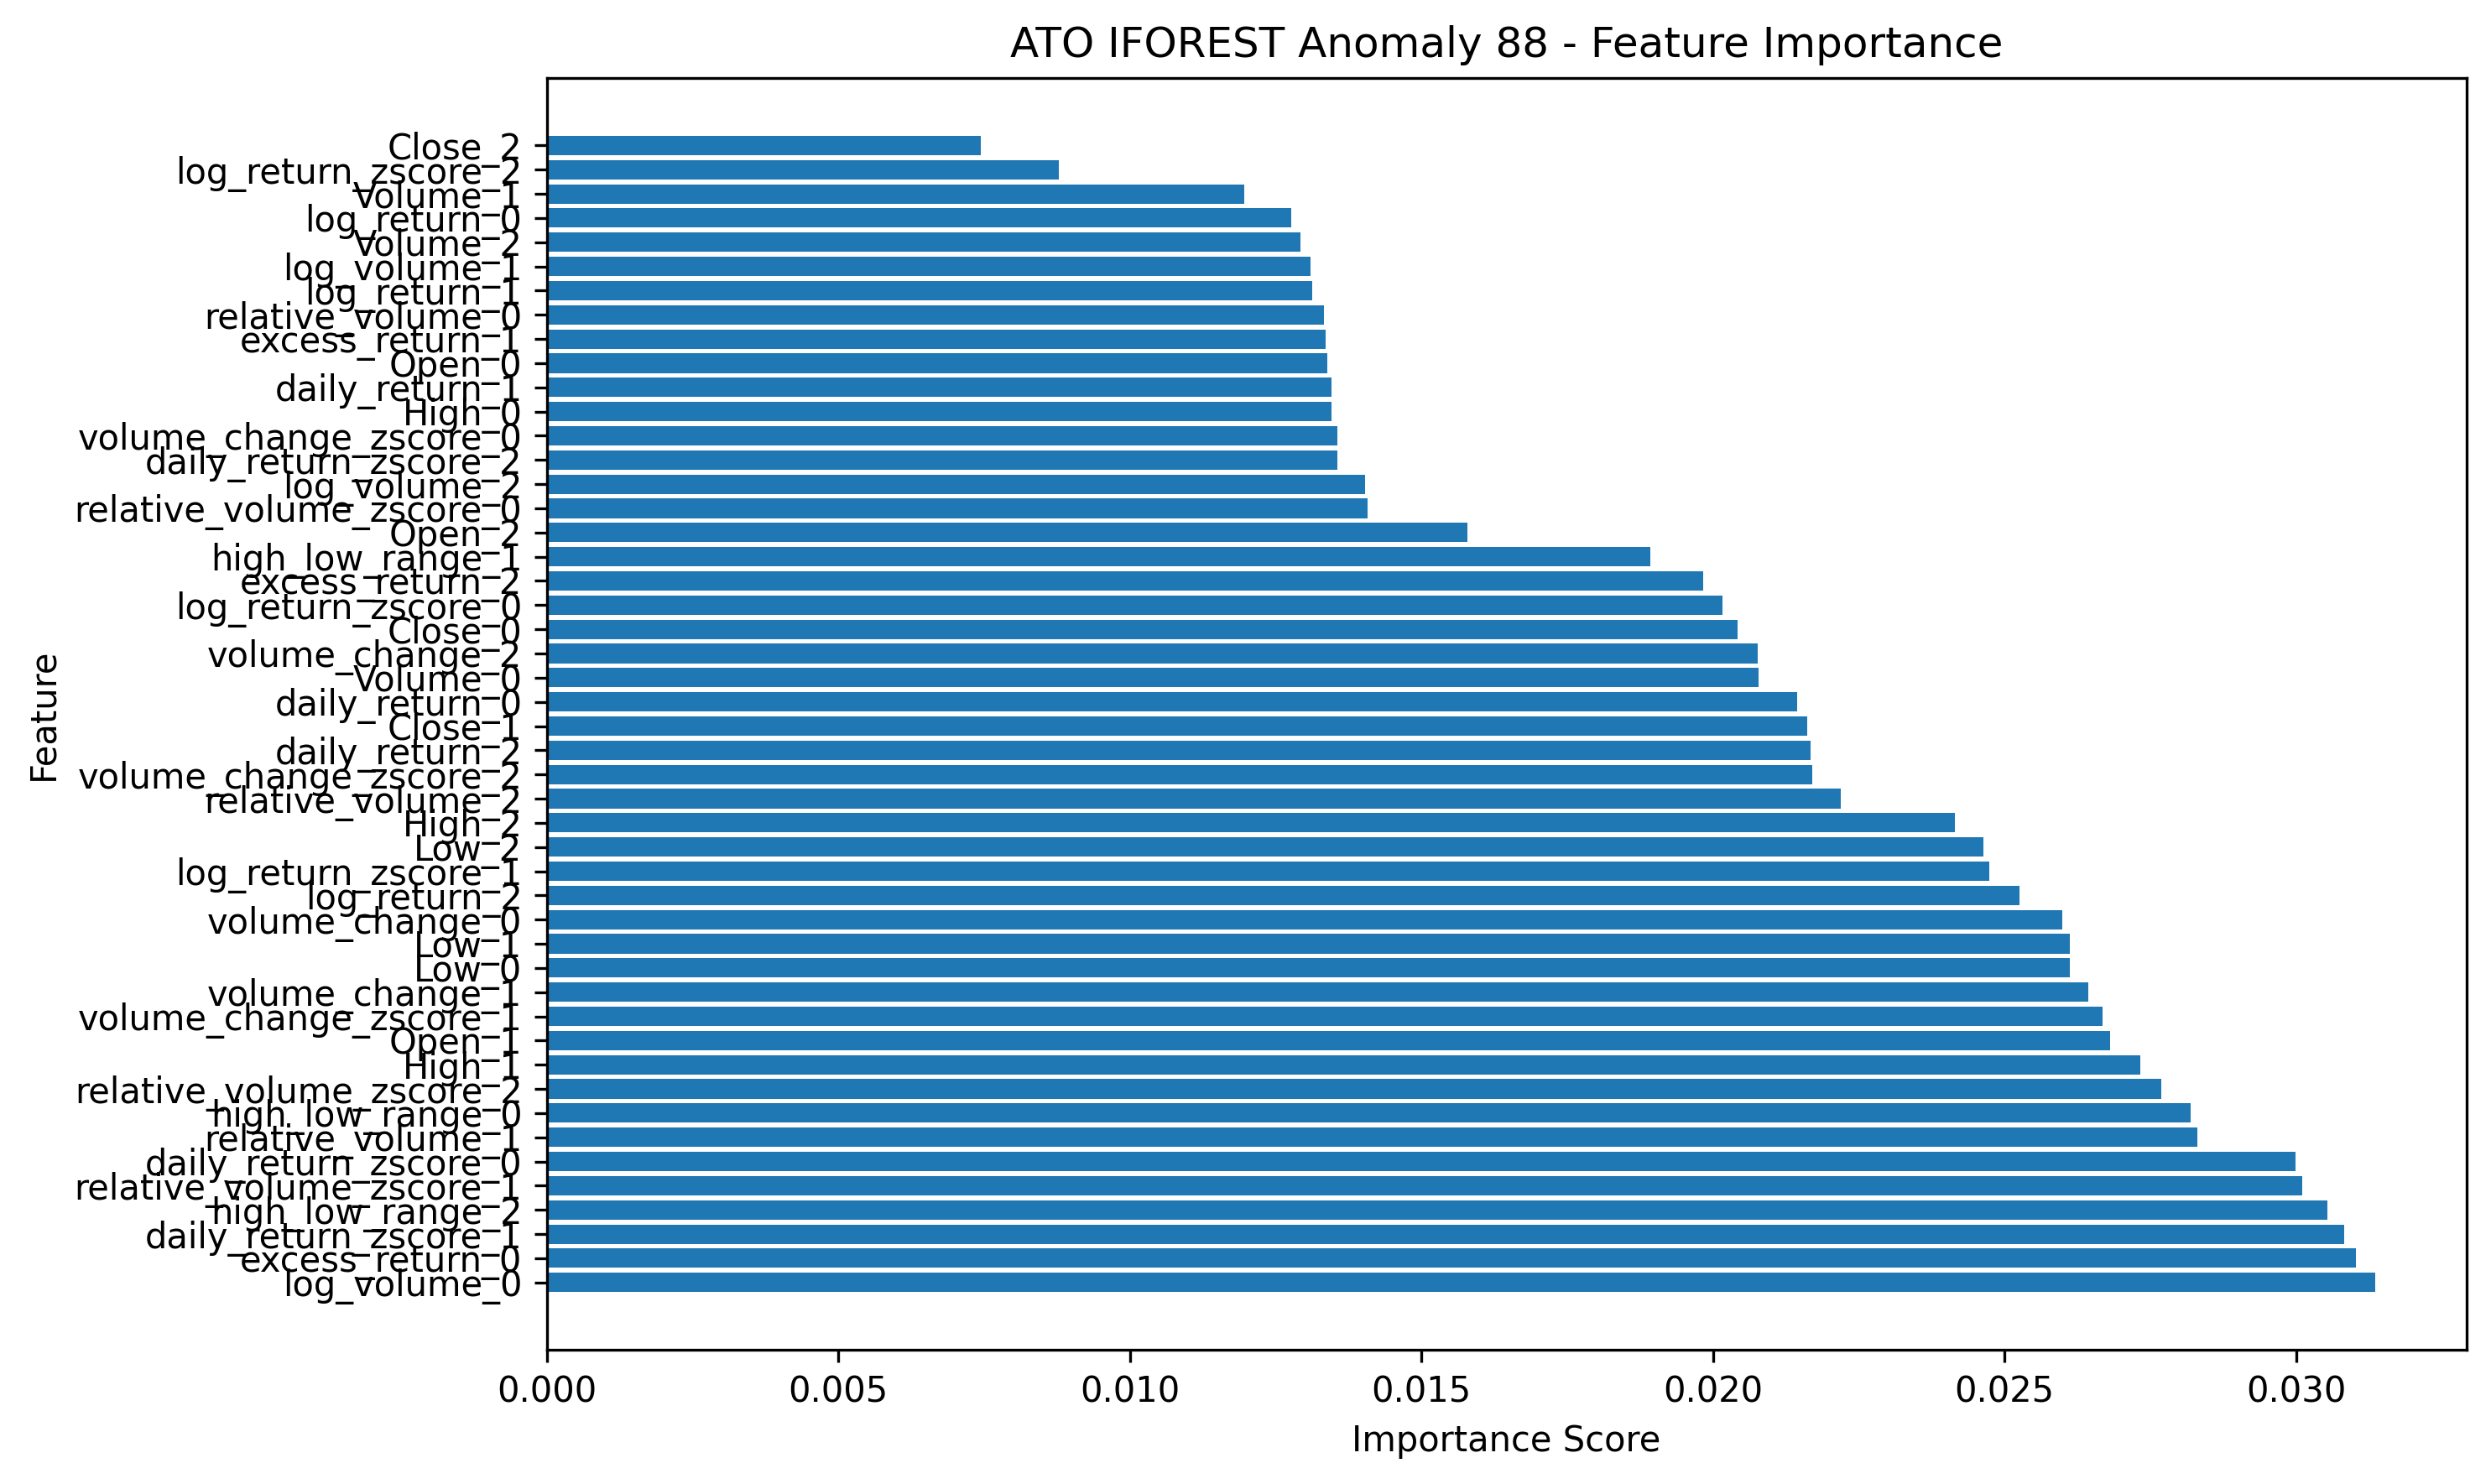 ATO IFOREST Anomaly 88 - Feature Importance
Close_2
log_return_zscore_2
Volume_1
log_return_0
Volume_2
log_volume_1
log_return_1
relative_volume_0
excess_return_1
Open_0
daily_return_1
High_0
volume_change_zscore_0
daily_return_zscore_2
log_volume_2
relative_volume_zscore_0
Open_2
high_low_range_1
excess_return_2
log_return_zscore_0
Close_0
volume_change_2
Volume_0
daily_return_0
Close_1
daily_return_2
volume_change_zscore_2
relative_volume_2
High_2
Low_2
log_return_zscore_1
log_return_2
volume_change_0
Low_1
Low_0
volume_change_1
volume_change_zscore_1
Open_1
High_1
relative_volume_zscore_2
high_low_range_0
relative_volume_1
daily_return_zscore_0
relative_volume_zscore_1
high_low_range_2
daily_return_zscore_1
excess_return_0
log_volume_0
Feature
0.000 0.005 0.010 0.015 0.020 0.025 0.030
Importance Score